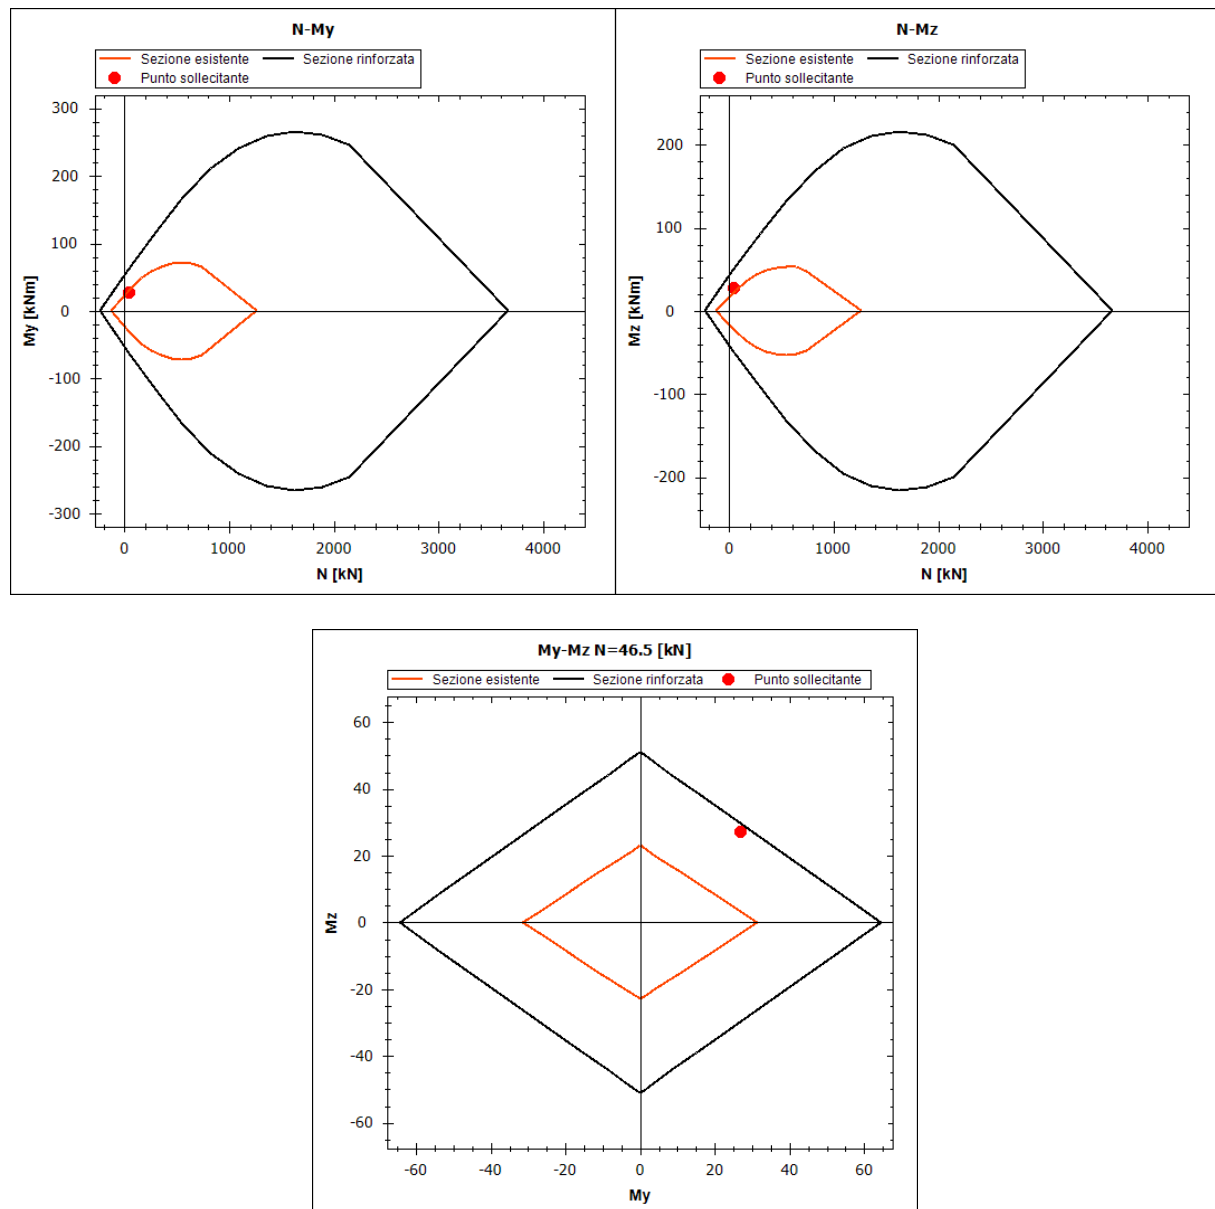 N-My
Sezione esistente Sezione rinforzata
Punto sollecitante
300
200
100
0
-100
-200
-300
My [kNm]
0 1000 2000 3000 4000
N [kN]
N-Mz
Sezione esistente Sezione rinforzata
Punto sollecitante
200
100
0
-100
-200
Mz [kNm]
0 1000 2000 3000 4000
N [kN]
My-Mz N=46.5 [kN]
Sezione esistente Sezione rinforzata Punto sollecitante
60
40
20
0
-20
-40
-60
Mz
-60 -40 -20 0 20 40 60
My